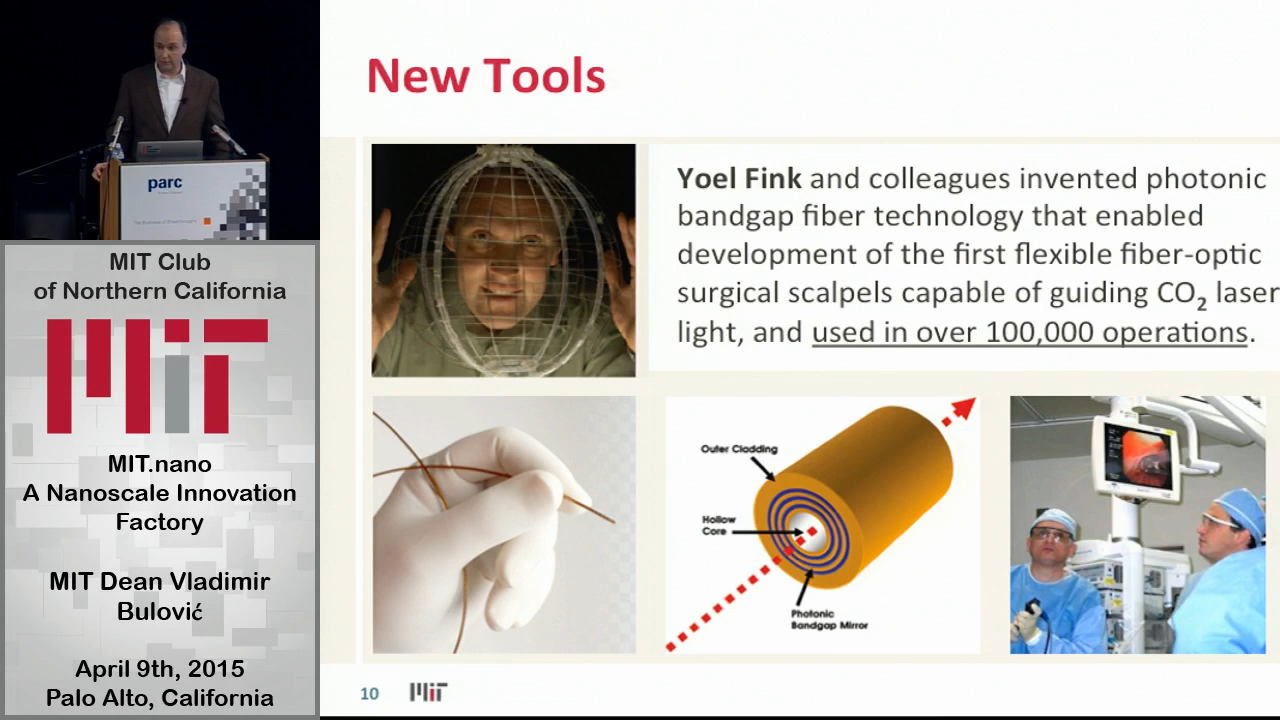 New Tools
Yoel Fink and colleagues invented photonic
bandgap fiber technology that enabled
development of the first flexible fiber-optic
surgical scalpels capable of guiding CO₂ laser
light, and used in over 100,000 operations.
Outer Cladding
Hollow
Core
Photonic
Bandgap Mirror
10
MIT
parc
MIT Club
of Northern California
MIT
MIT.nano
A Nanoscale Innovation
Factory
MIT Dean Vladimir
Bulović
April 9th, 2015
Palo Alto, California